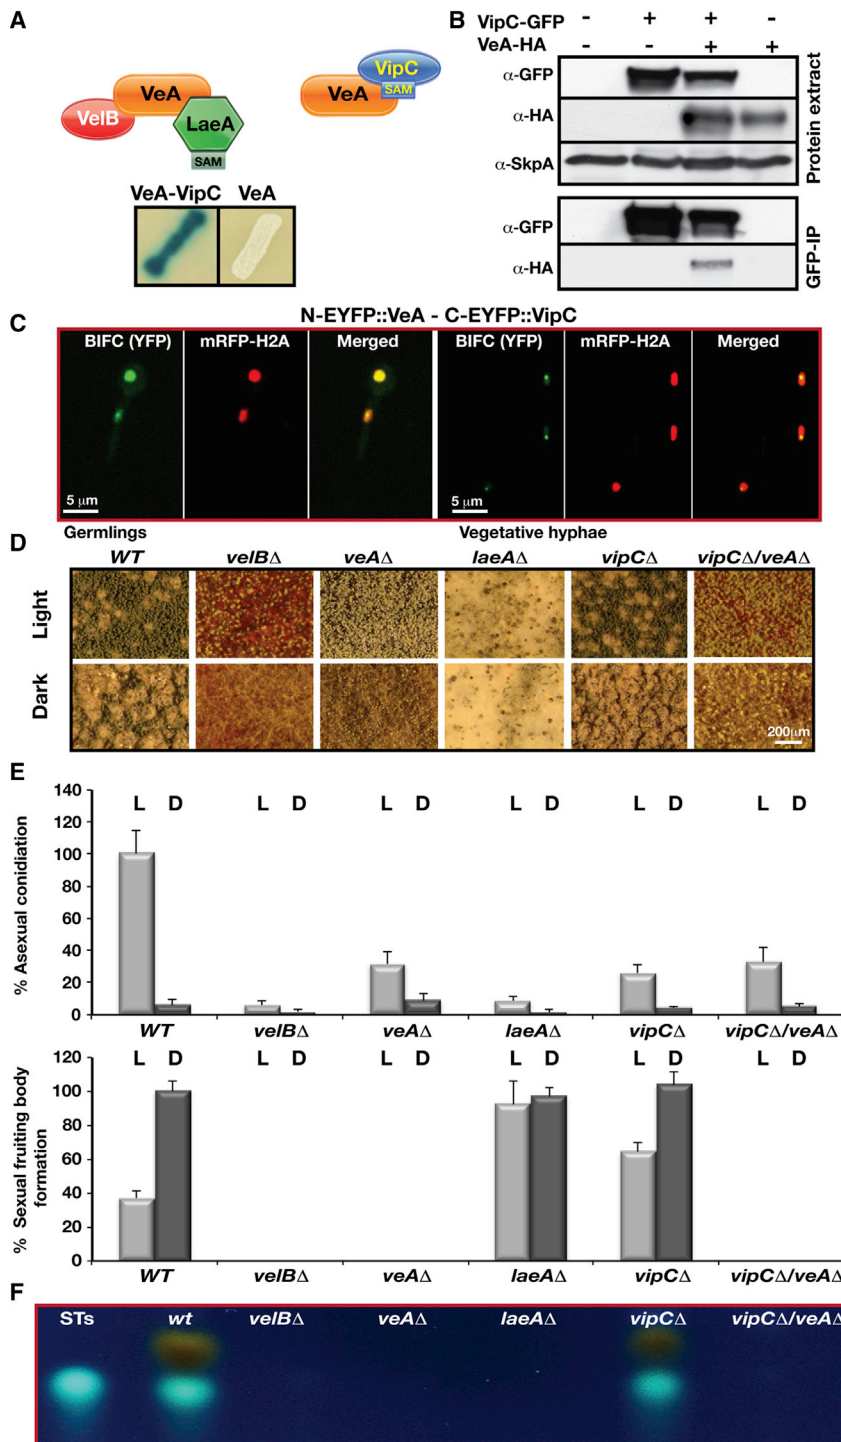 A
VelB
VeA
LaeA
SAM
VeA
VipC
SAM
VeA-VipC VeA
B
VipC-GFP - + + -
VeA-HA - - + +
α-GFP
α-HA
α-SkpA
Protein extract
α-GFP
α-HA
GFP-IP
C
N-EYFP::VeA - C-EYFP::VipC
BIFC (YFP) mRFP-H2A Merged BIFC (YFP) mRFP-H2A Merged
5 μm 5 μm
Germlings Vegetative hyphae
D
WT velBΔ veAΔ laeAΔ vipCΔ vipCΔ/veAΔ
Light
Dark
200μm
E
% Asexual conidiation
140
120
100
80
60
40
20
0
L D L D L D L D L D L D
WT velBΔ veAΔ laeAΔ vipCΔ vipCΔ/veAΔ
% Sexual fruiting body
formation
120
100
80
60
40
20
0
L D L D L D L D L D L D
WT velBΔ veAΔ laeAΔ vipCΔ vipCΔ/veAΔ
F
STs wt velBΔ veAΔ laeAΔ vipCΔ vipCΔ/veAΔ